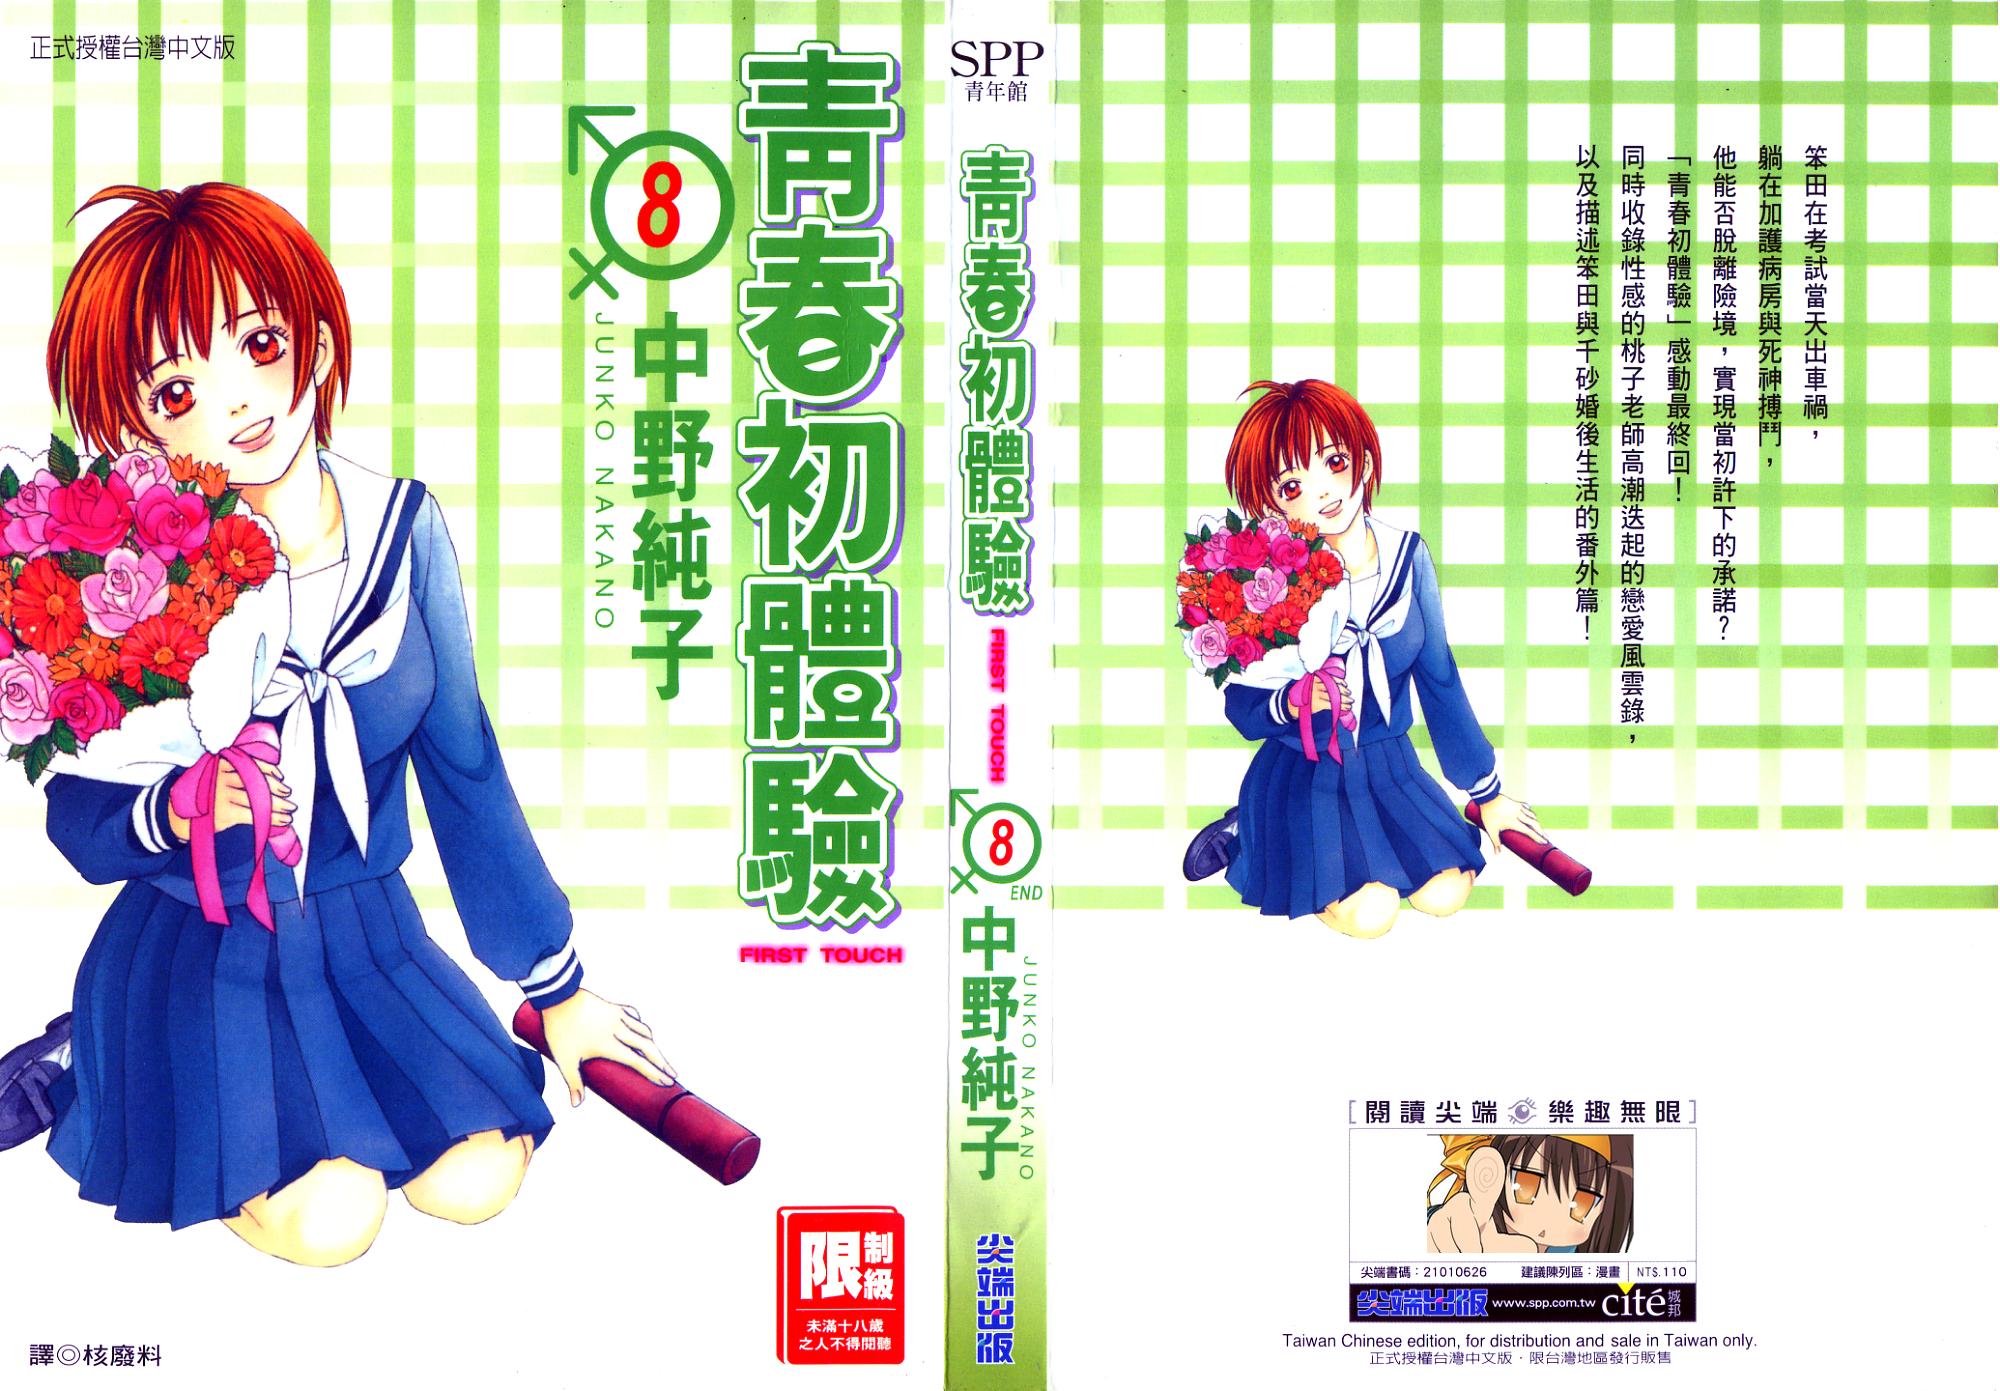 正式授權台灣中文版
青春初體驗
FIRST TOUCH
8
中野純子
JUNKO NAKANO
限制級
未滿十八歲
之人不得閱聽
譯◎核廢料
SPP
青年館
青春初體驗
FIRST TOUCH
8
END
中野純子
JUNKO NAKANO
尖端出版
笨田在考試當天出車禍，
躺在加護病房與死神搏鬥，
他能否脫離險境，實現當初許下的承諾？
「青春初體驗」感動最終回！
同時收錄性感的桃子老師高潮迭起的戀愛風雲錄，
以及描述笨田與千砂婚後生活的番外篇！
[閱讀尖端 樂趣無限]
尖端書碼：21010626 建議陳列區：漫畫 NT$.110
尖端出版 www.spp.com.tw cité 城邦
Taiwan Chinese edition, for distribution and sale in Taiwan only.
正式授權台灣中文版．限台灣地區發行販售